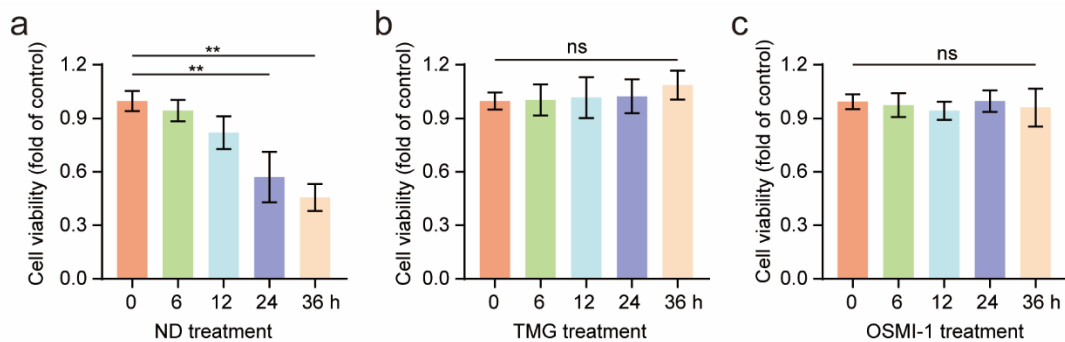 a
**
**
Cell viability (fold of control)
1.2
0.9
0.6
0.3
0.0
0 6 12 24 36 h
ND treatment
b
ns
Cell viability (fold of control)
1.2
0.9
0.6
0.3
0.0
0 6 12 24 36 h
TMG treatment
c
ns
Cell viability (fold of control)
1.2
0.9
0.6
0.3
0.0
0 6 12 24 36 h
OSMI-1 treatment